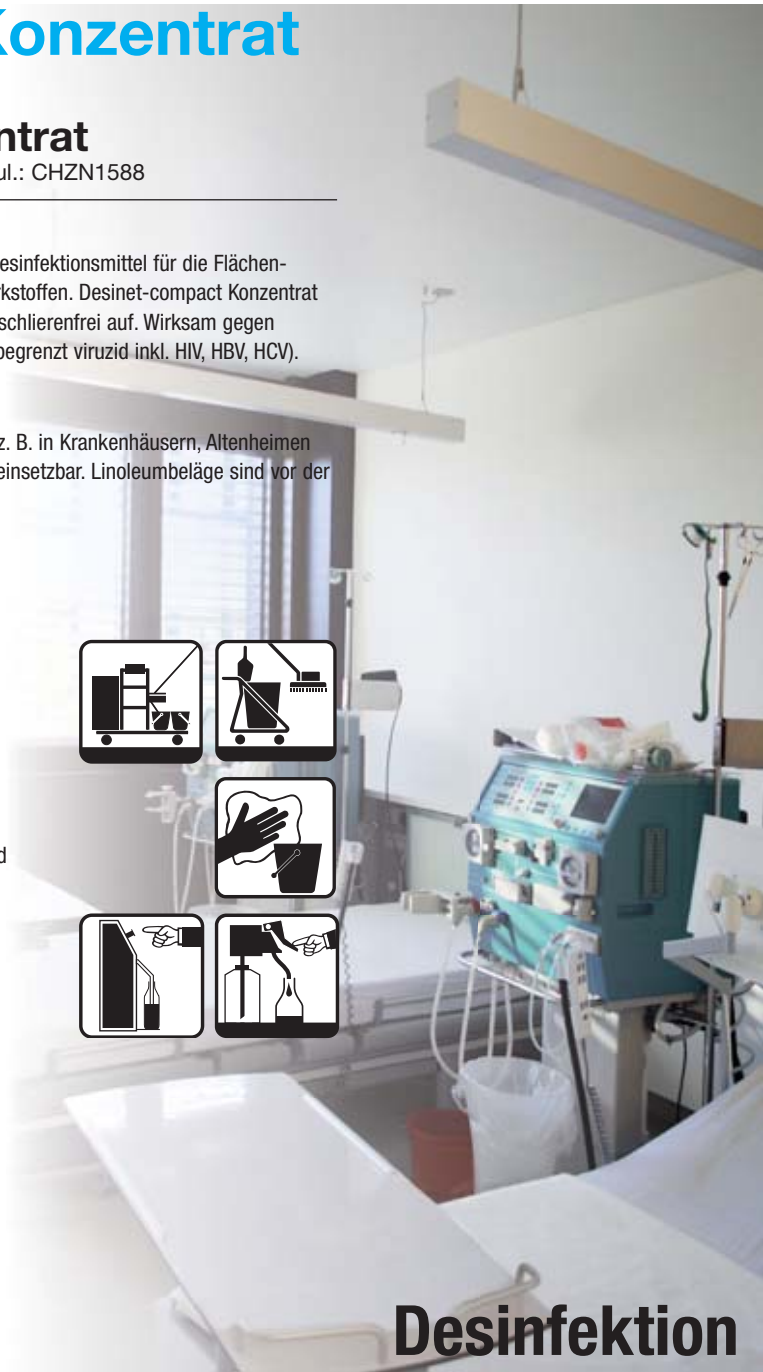 Konzentrat
ntrat
ul.: CHZN1588
esinfektionsmittel für die Flächen-
rkstoffen. Desinet-compact Konzentrat
schlierenfrei auf. Wirksam gegen
begrenzt viruzid inkl. HIV, HBV, HCV).
z. B. in Krankenhäusern, Altenheimen
einsetzbar. Linoleumbeläge sind vor der
d
Desinfektion